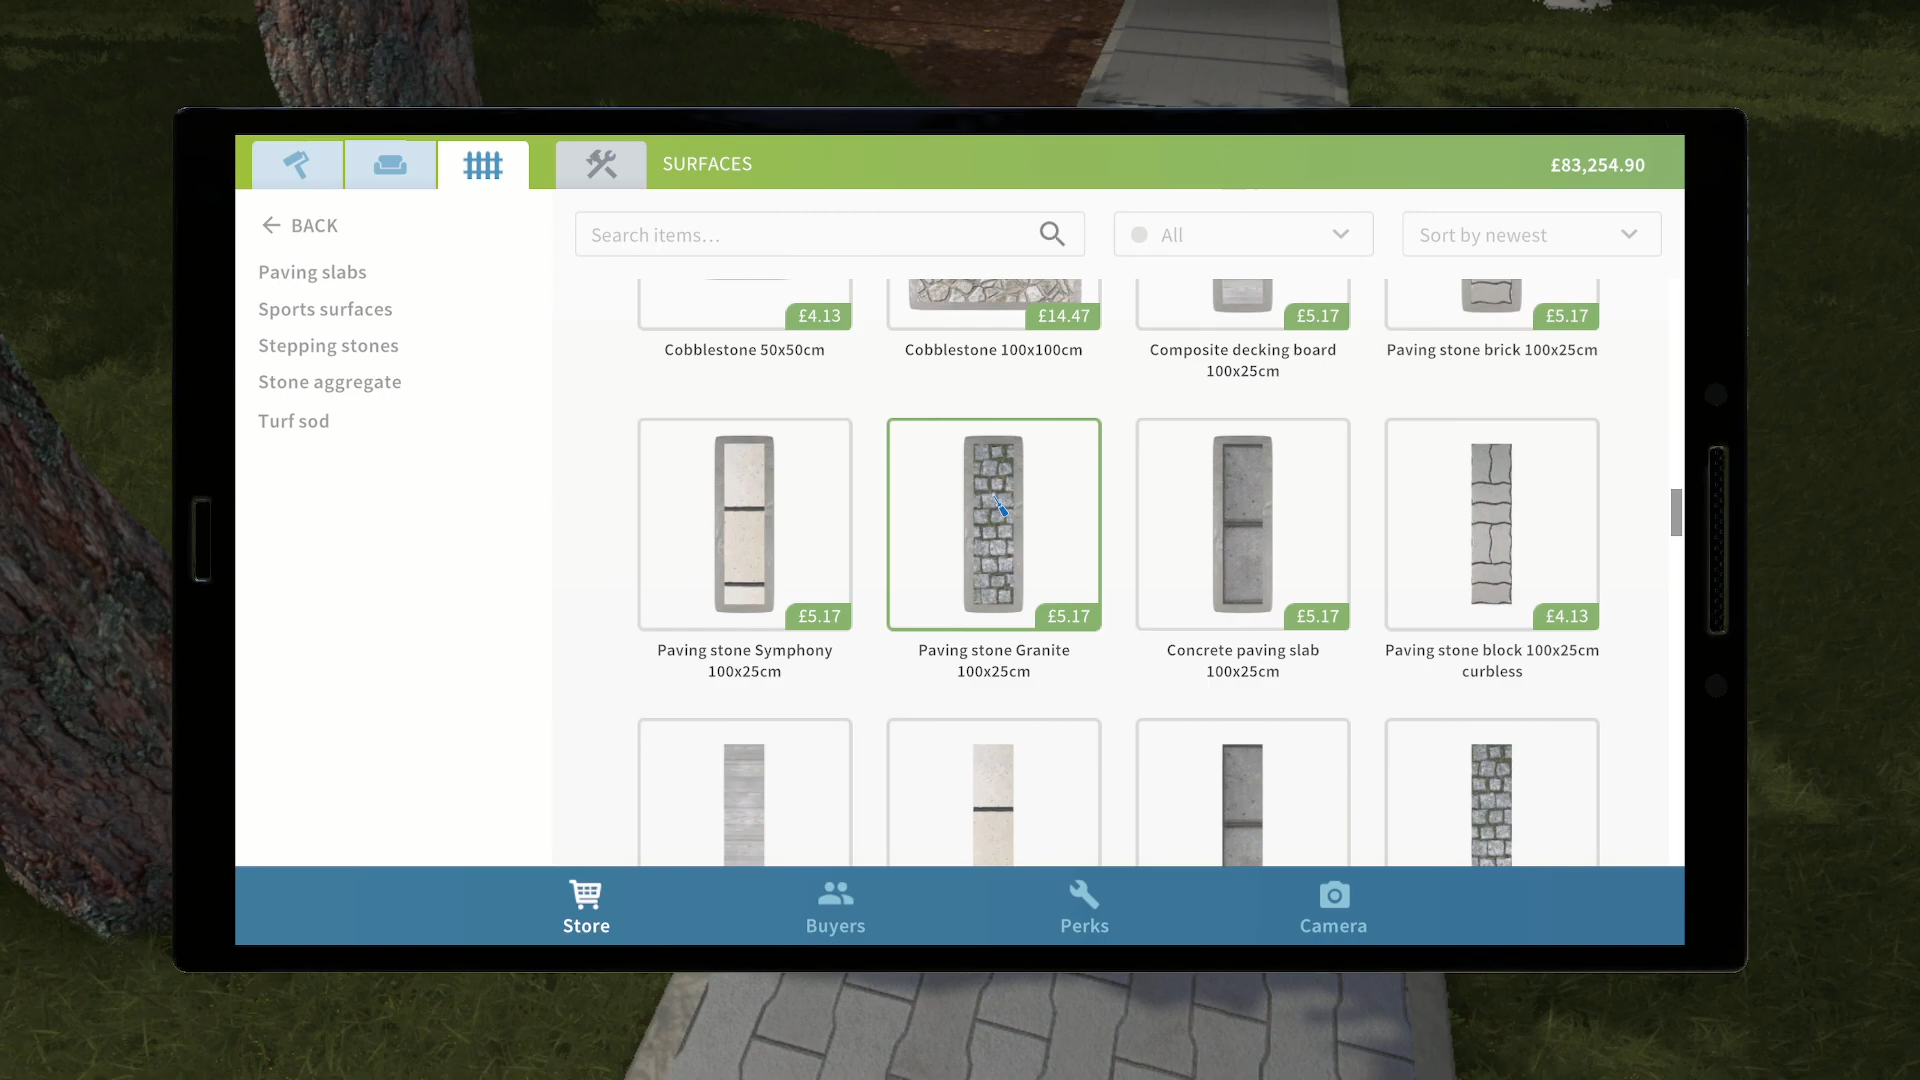 SURFACES
£83,254.90
BACK
Search items...
All
Sort by newest
Paving slabs
Sports surfaces
Stepping stones
Stone aggregate
Turf sod
£4.13
£14.47
£5.17
£5.17
Cobblestone 50x50cm
Cobblestone 100x100cm
Composite decking board
100x25cm
Paving stone brick 100x25cm
£5.17
£5.17
£5.17
£4.13
Paving stone Symphony
100x25cm
Paving stone Granite
100x25cm
Concrete paving slab
100x25cm
Paving stone block 100x25cm
curbless
Store
Buyers
Perks
Camera